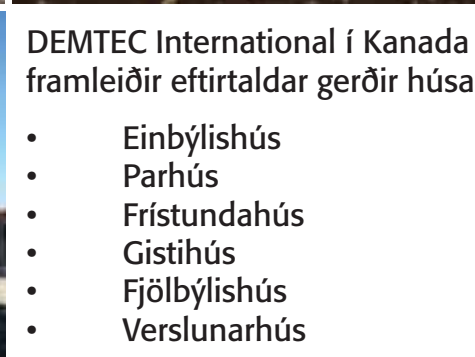 DEMTEC International í Kanada
framleiðir eftirtaldar gerðir húsa
• Einbýlishús
• Parhús
• Frístundahús
• Gistihús
• Fjölbýlishús
• Verslunarhús